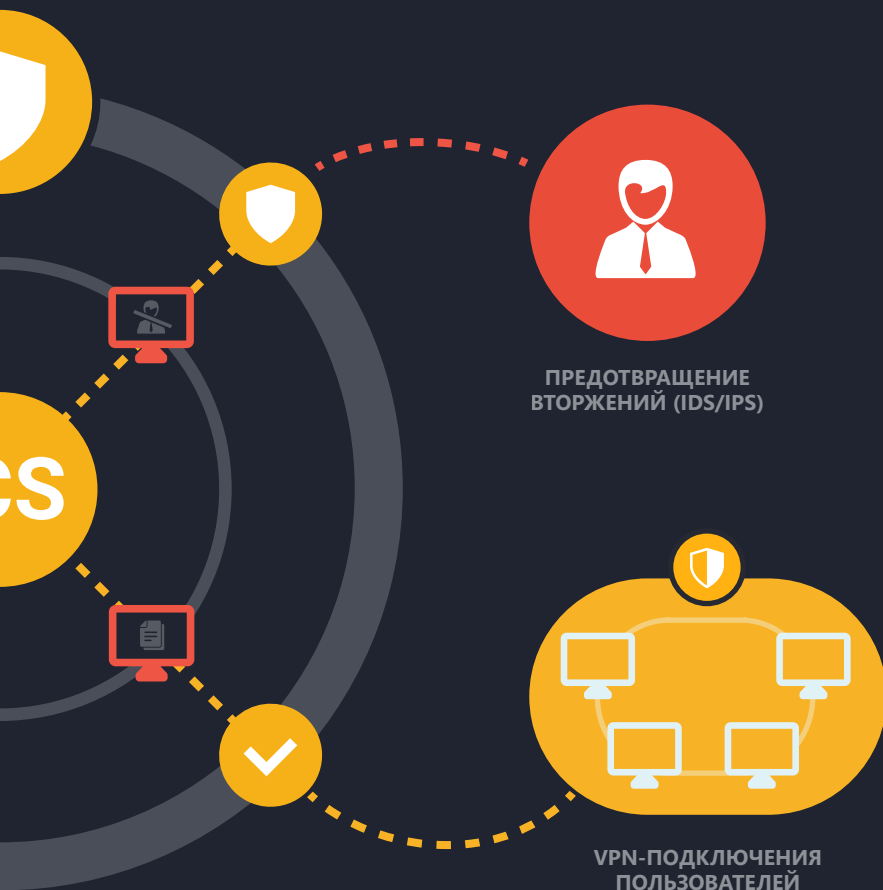 ПРЕДОТВРАЩЕНИЕ
ВТОРЖЕНИЙ (IDS/IPS)
CS
VPN-ПОДКЛЮЧЕНИЯ
ПОЛЬЗОВАТЕЛЕЙ